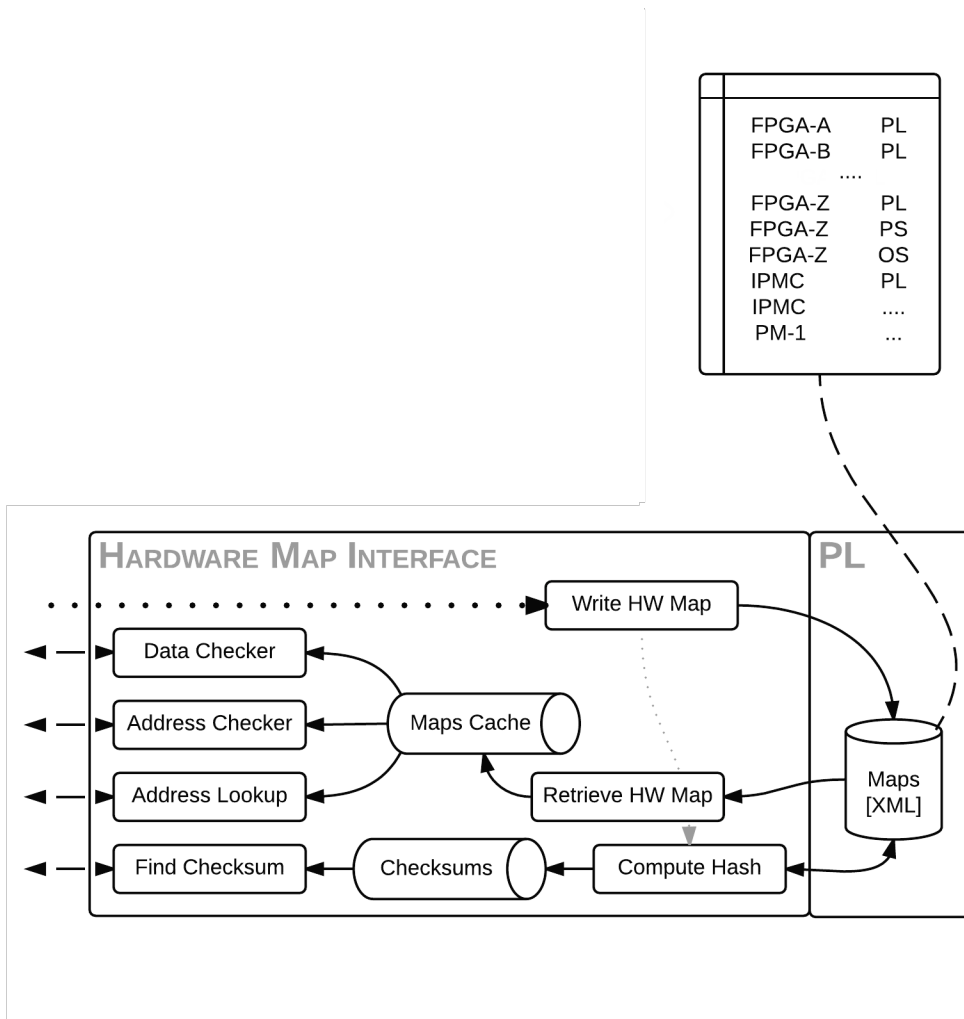 FPGA-A PL
FPGA-B PL
....
FPGA-Z PL
FPGA-Z PS
FPGA-Z OS
IPMC PL
IPMC ....
PM-1 ...
HARDWARE MAP INTERFACE
PL
Write HW Map
Data Checker
Address Checker
Maps Cache
Address Lookup
Retrieve HW Map
Maps
[XML]
Find Checksum
Checksums
Compute Hash